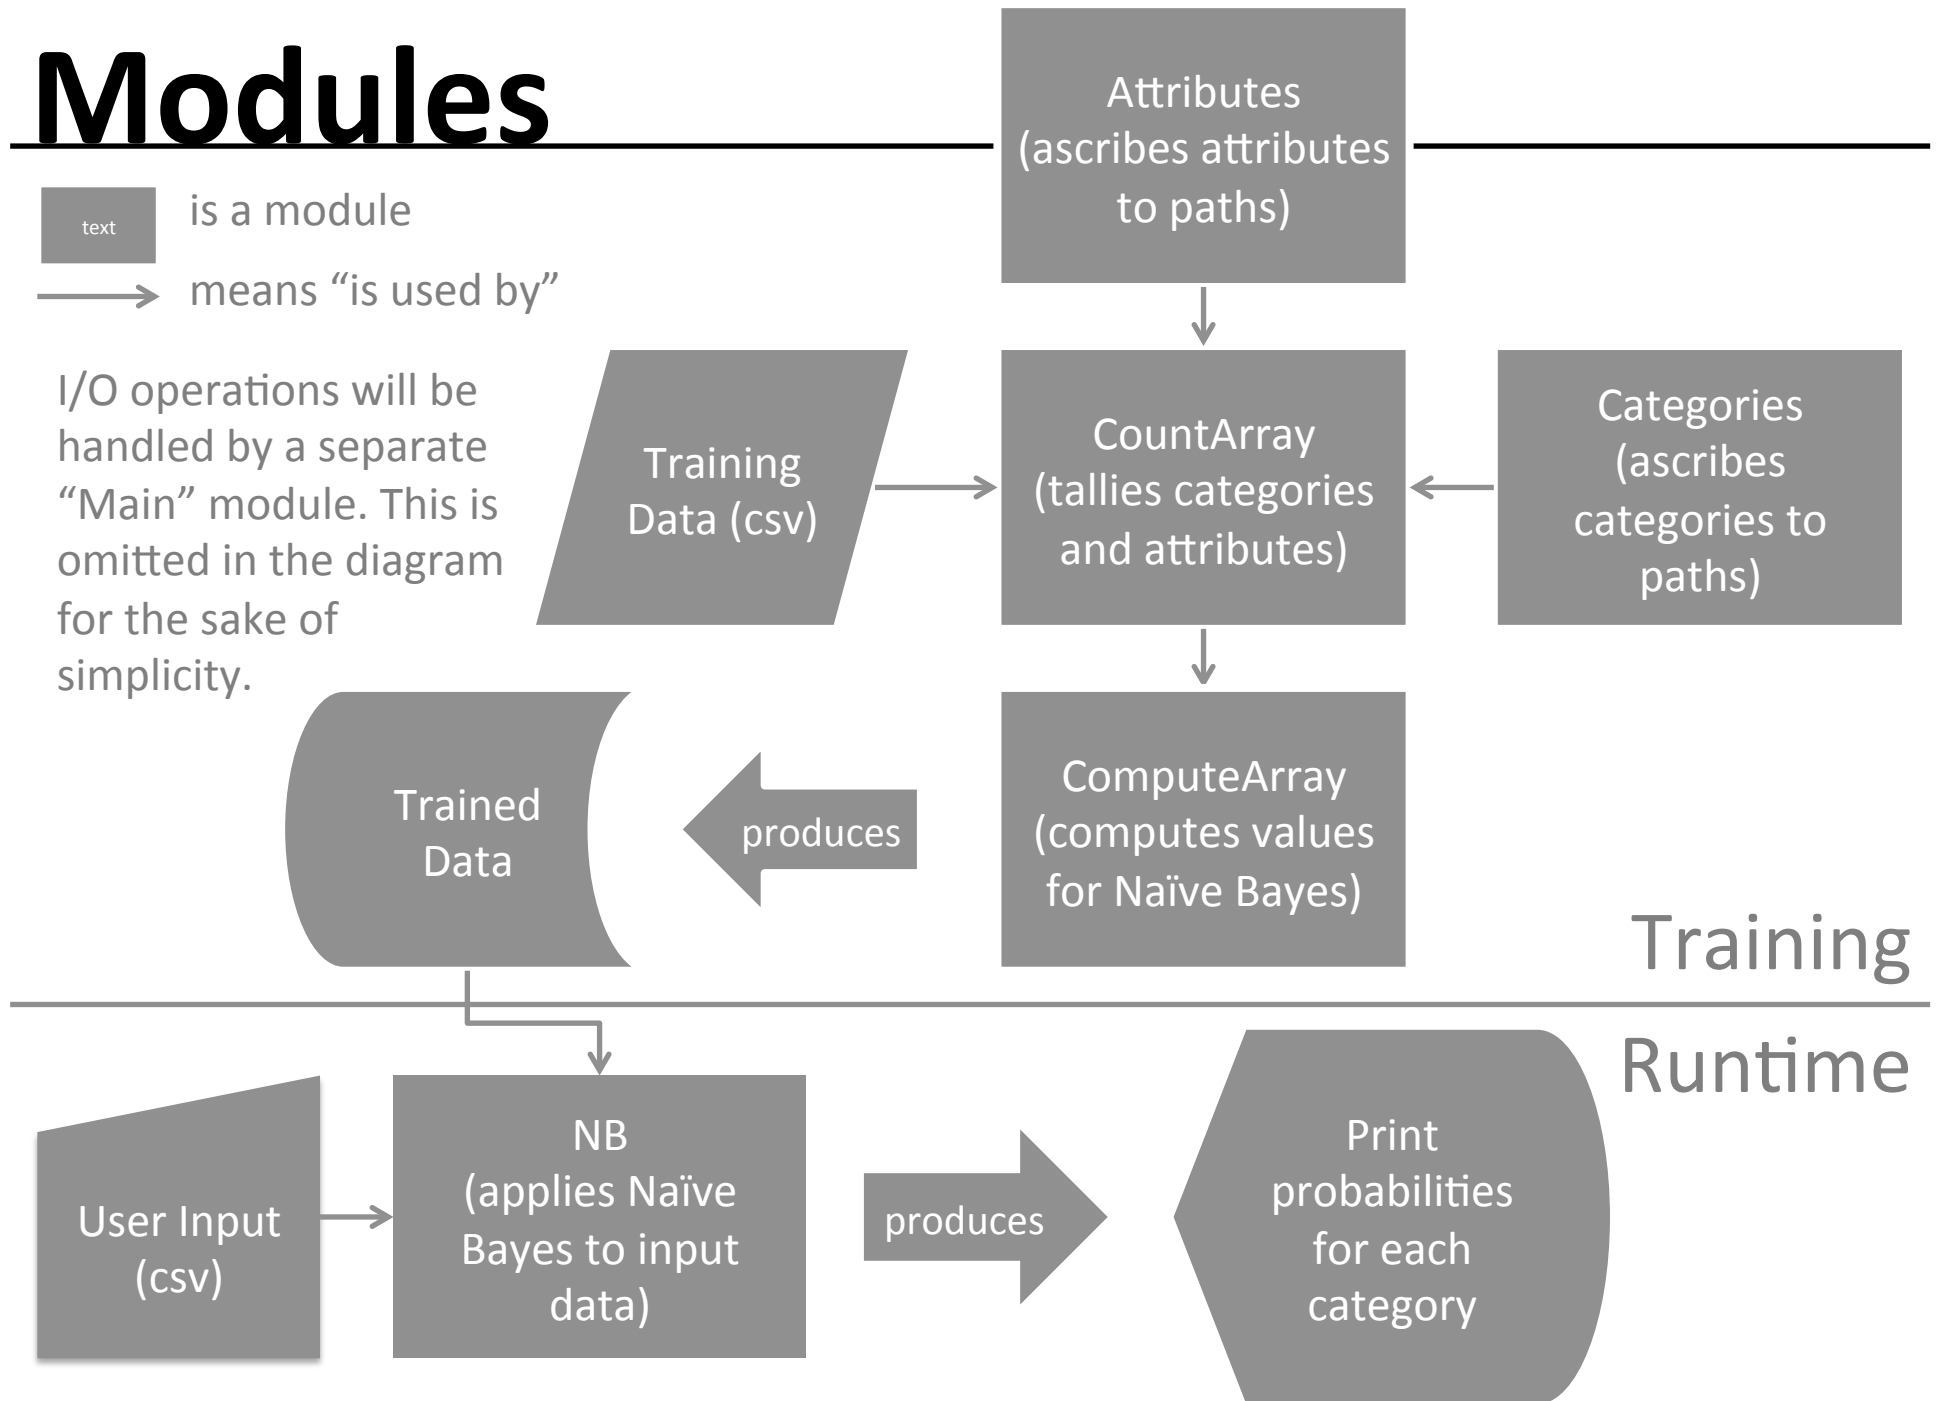 Modules
text
is a module
means “is used by”
I/O operations will be
handled by a separate
“Main” module. This is
omitted in the diagram
for the sake of
simplicity.
Attributes
(ascribes attributes
to paths)
Training
Data (csv)
CountArray
(tallies categories
and attributes)
Categories
(ascribes
categories to
paths)
Trained
Data
produces
ComputeArray
(computes values
for Naïve Bayes)
Training
Runtime
User Input
(csv)
NB
(applies Naïve
Bayes to input
data)
produces
Print
probabilities
for each
category